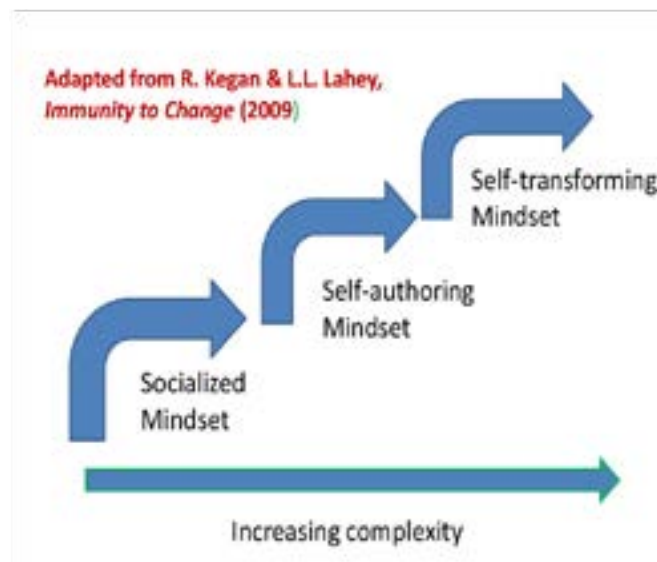 Adapted from R. Kegan & L.L. Lahey,
Immunity to Change (2009)
Self-transforming
Mindset
Self-authoring
Mindset
Socialized
Mindset
Increasing complexity